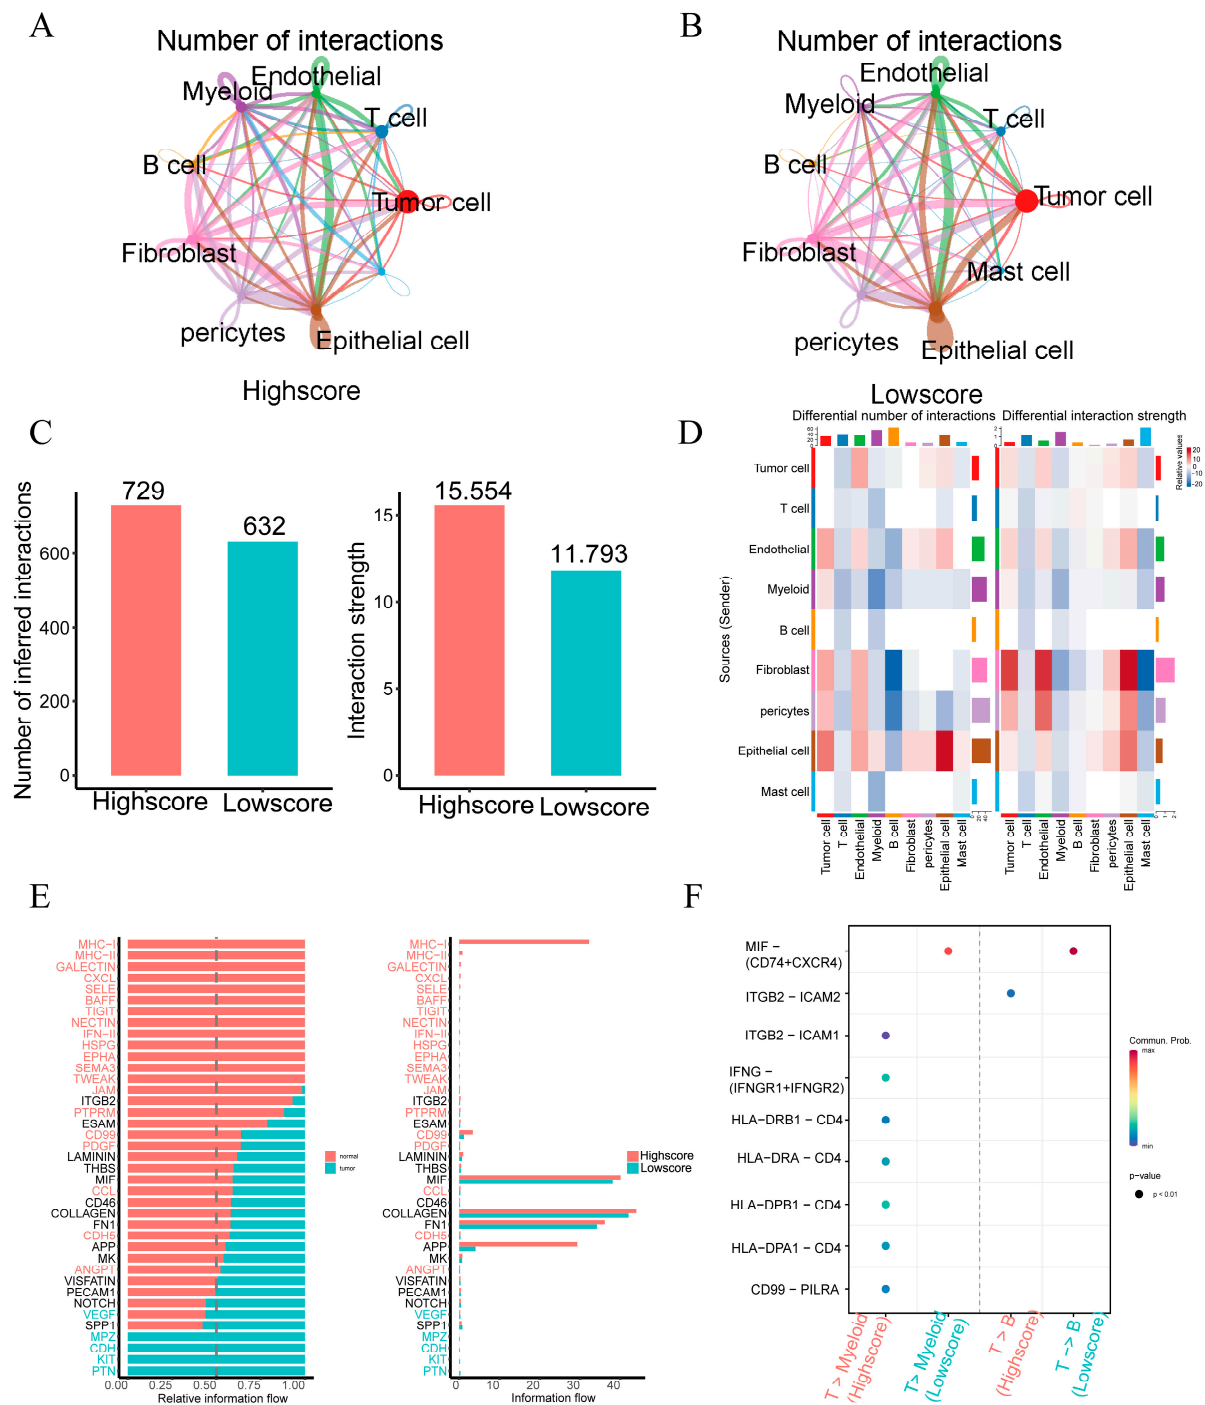 A
Number of interactions
Endothelial
Myeloid
T cell
B cell
Tumor cell
Fibroblast
pericytes
Epithelial cell
Highscore
B
Number of interactions
Endothelial
Myeloid
T cell
B cell
Tumor cell
Fibroblast
Mast cell
pericytes
Epithelial cell
Lowscore
C
Number of inferred interactions
729
632
600
400
200
0
Highscore
Lowscore
Interaction strength
15.554
11.793
15
10
5
0
Highscore
Lowscore
D
Differential number of interactions
Differential interaction strength
60
40
20
0
2
1
0
Relative values
20
10
0
-10
-20
Sources (Sender)
Tumor cell
T cell
Endothelial
Myeloid
B cell
Fibroblast
pericytes
Epithelial cell
Mast cell
Tumor cell
T cell
Endothelial
Myeloid
B cell
Fibroblast
pericytes
Epithelial cell
Mast cell
0
20
40
Tumor cell
T cell
Endothelial
Myeloid
B cell
Fibroblast
pericytes
Epithelial cell
Mast cell
0
1
2
E
MHC-I
MHC-II
GALECTIN
CXCL
SELE
BAFF
TIGIT
NECTIN
IFN-II
HSPG
EPHA
SEMA3
TWEAK
JAM
ITGB2
PTPRM
ESAM
CD99
PDGF
LAMININ
THBS
MIF
CCL
CD46
COLLAGEN
FN1
CDH5
APP
MK
ANGPT
VISFATIN
PECAM1
NOTCH
VEGF
SPP1
MPZ
CDH
KIT
PTN
0.00 0.25 0.50 0.75 1.00
Relative information flow
normal
tumor
MHC-I
MHC-II
GALECTIN
CXCL
SELE
BAFF
TIGIT
NECTIN
IFN-II
HSPG
EPHA
SEMA3
TWEAK
JAM
ITGB2
PTPRM
ESAM
CD99
PDGF
LAMININ
THBS
MIF
CCL
CD46
COLLAGEN
FN1
CDH5
APP
MK
ANGPT
VISFATIN
PECAM1
NOTCH
VEGF
SPP1
MPZ
CDH
KIT
PTN
0 10 20 30 40
Information flow
Highscore
Lowscore
F
MIF −
(CD74+CXCR4)
ITGB2 − ICAM2
ITGB2 − ICAM1
IFNG −
(IFNGR1+IFNGR2)
HLA−DRB1 − CD4
HLA−DRA − CD4
HLA−DPB1 − CD4
HLA−DPA1 − CD4
CD99 − PILRA
T > Myeloid
(Highscore)
T> Myeloid
(Lowscore)
T > B
(Highscore)
T −> B
(Lowscore)
Commun. Prob.
max
min
p−value
p < 0.01